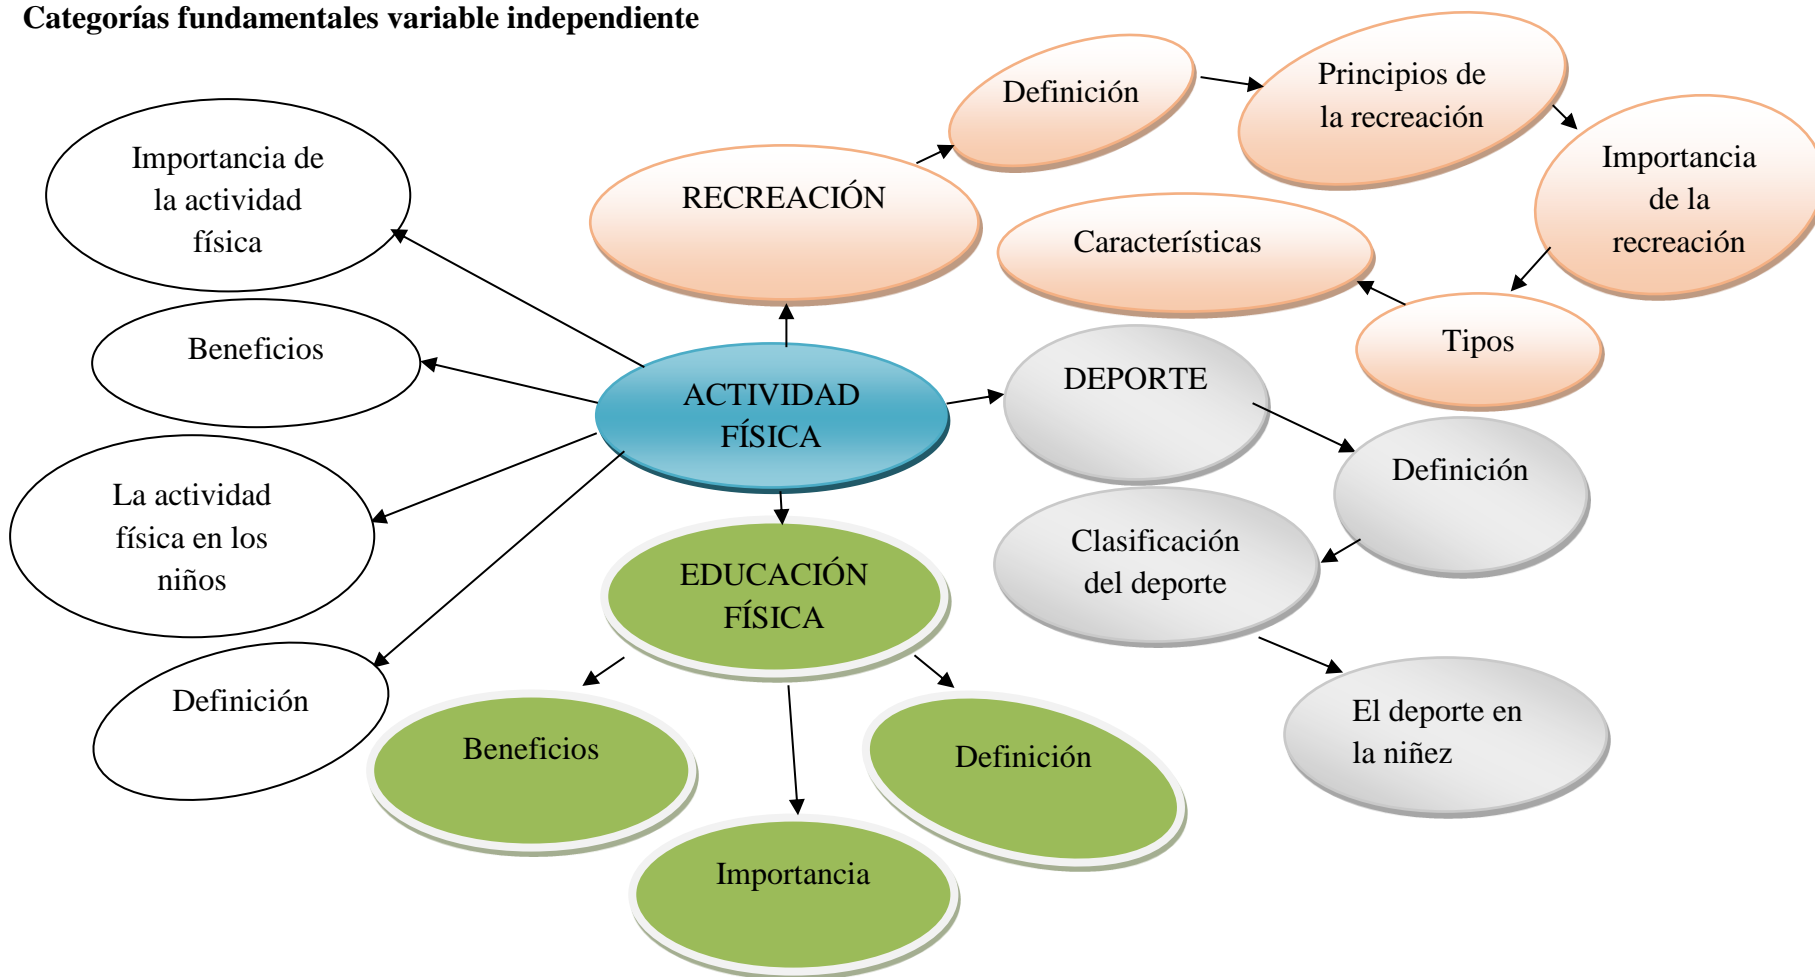 Categorías fundamentales variable independiente
Importancia de
la actividad
física
Beneficios
La actividad
física en los
niños
Definición
ACTIVIDAD
FÍSICA
RECREACIÓN
Definición
Principios de
la recreación
Importancia
de la
recreación
Tipos
Características
DEPORTE
Definición
Clasificación
del deporte
El deporte en
la niñez
EDUCACIÓN
FÍSICA
Beneficios
Importancia
Definición